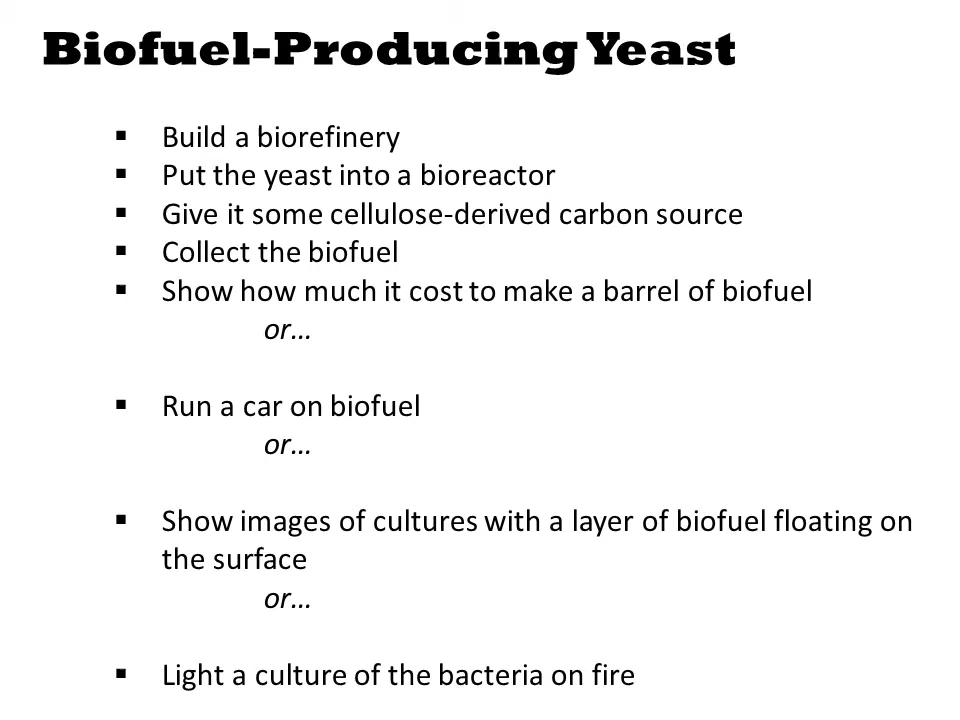 Biofuel-Producing Yeast
▪ Build a biorefinery
▪ Put the yeast into a bioreactor
▪ Give it some cellulose-derived carbon source
▪ Collect the biofuel
▪ Show how much it cost to make a barrel of biofuel
or…
▪ Run a car on biofuel
or…
▪ Show images of cultures with a layer of biofuel floating on
the surface
or…
▪ Light a culture of the bacteria on fire